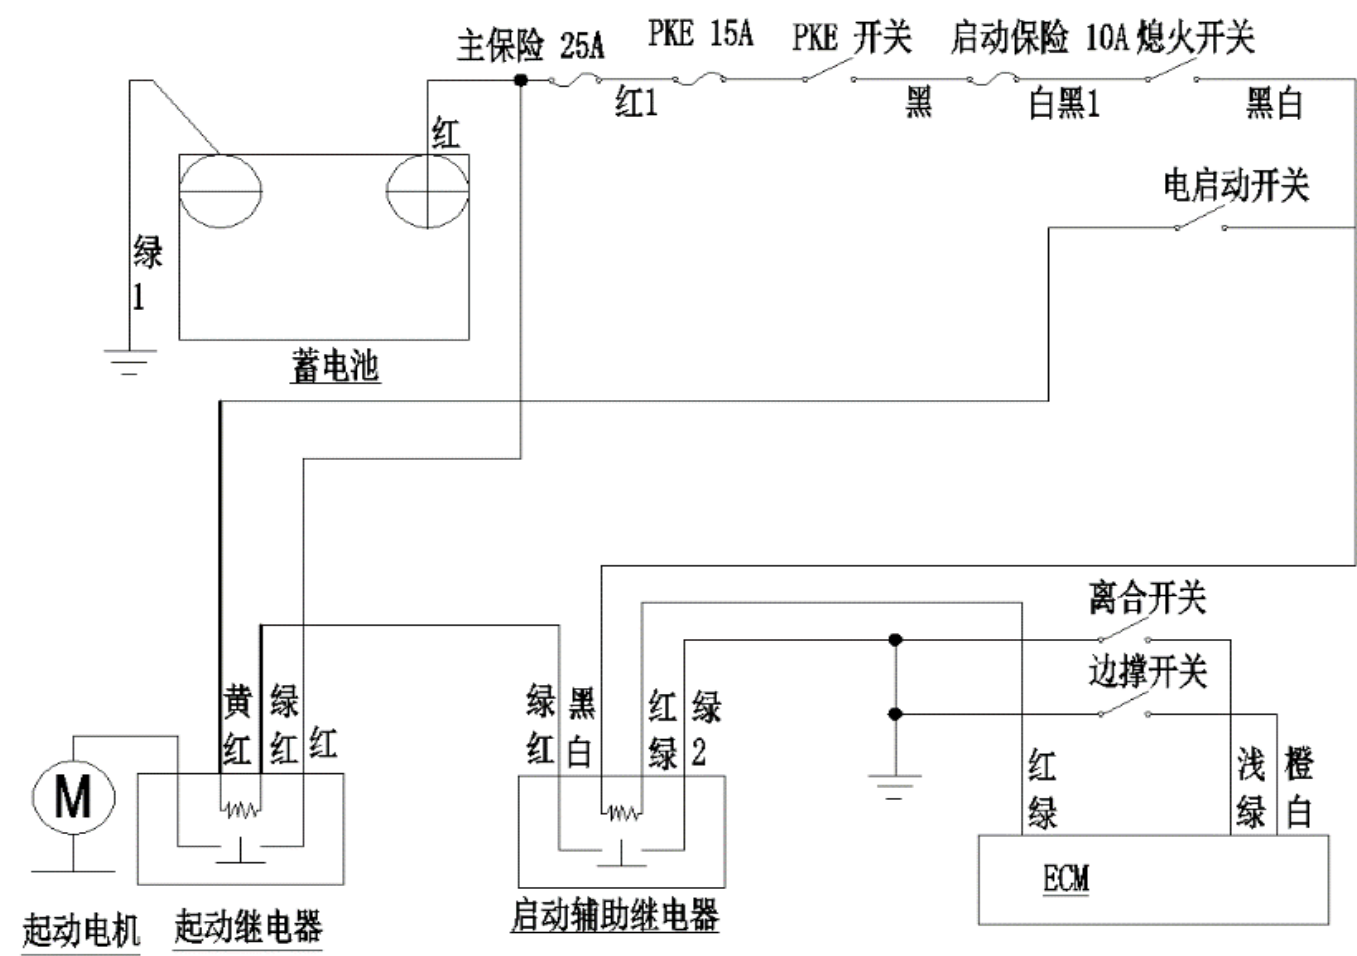 主保险 25A
PKE 15A
PKE 开关
启动保险 10A
熄火开关
红
红1
黑
白黑1
黑白
电启动开关
绿1
蓄电池
离合开关
边撑开关
黄红
绿红
红
绿红
黑白
红绿
绿2
红绿
浅绿
橙白
M
ECM
起动电机
起动继电器
启动辅助继电器